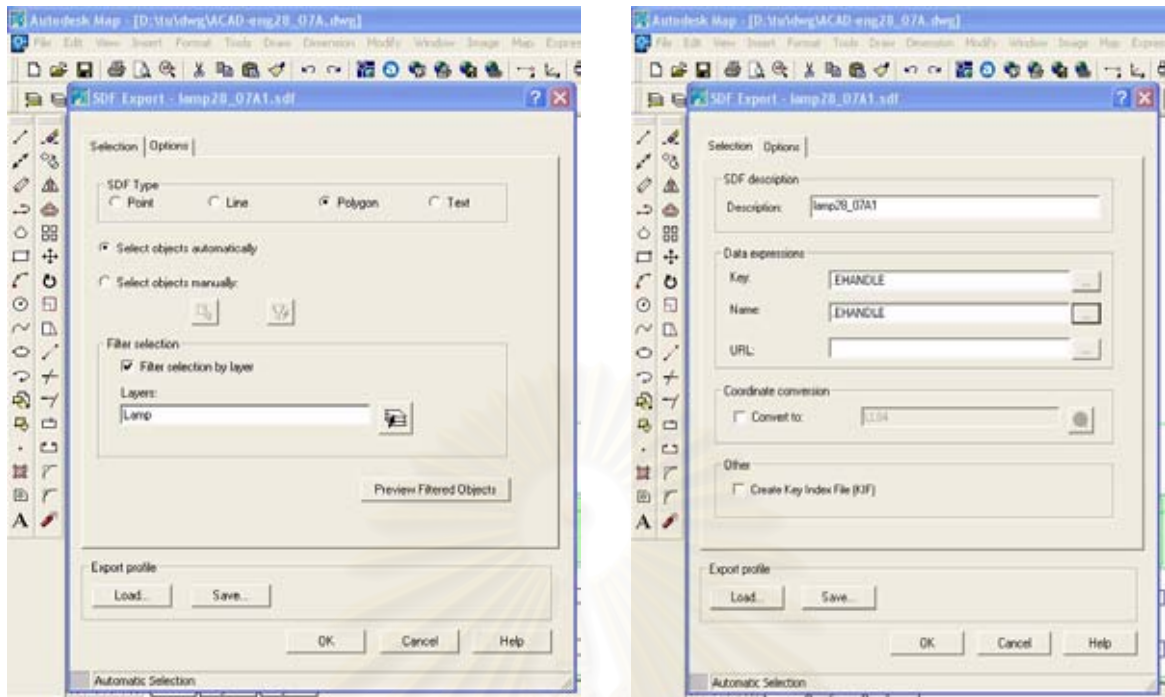 Autodesk Map - [D:\tu\dwg\ACAD-eng28_07A.dwg]
File Edit View Insert Format Tools Draw Dimension Modify Window Image Map Express
SDF Export - lamp28_07A1.sdf
Selection Options
SDF Type
Point Line Polygon Text
Select objects automatically
Select objects manually:
Filter selection
Filter selection by layer
Layers:
Lamp
Preview Filtered Objects
Export profile
Load... Save...
OK Cancel Help
Automatic Selection
Autodesk Map - [D:\tu\dwg\ACAD-eng28_07A.dwg]
File Edit View Insert Format Tools Draw Dimension Modify Window Image Map Expres
SDF Export - lamp28_07A1.sdf
Selection Options
SDF description
Description: lamp28_07A1
Data expressions
Key: .EHANDLE ...
Name: .EHANDLE ...
URL: ...
Coordinate conversion
Convert to: LL84
Other
Create Key Index File (KIF)
Export profile
Load... Save...
OK Cancel Help
Automatic Selection